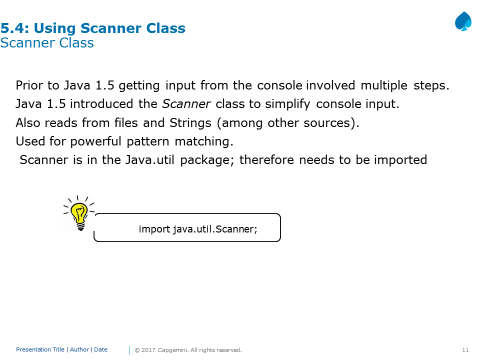 5.4: Using Scanner Class
Scanner Class
Prior to Java 1.5 getting input from the console involved multiple steps.
Java 1.5 introduced the Scanner class to simplify console input.
Also reads from files and Strings (among other sources).
Used for powerful pattern matching.
Scanner is in the Java.util package; therefore needs to be imported
import java.util.Scanner;
Presentation Title | Author | Date
© 2017 Capgemini. All rights reserved.
11